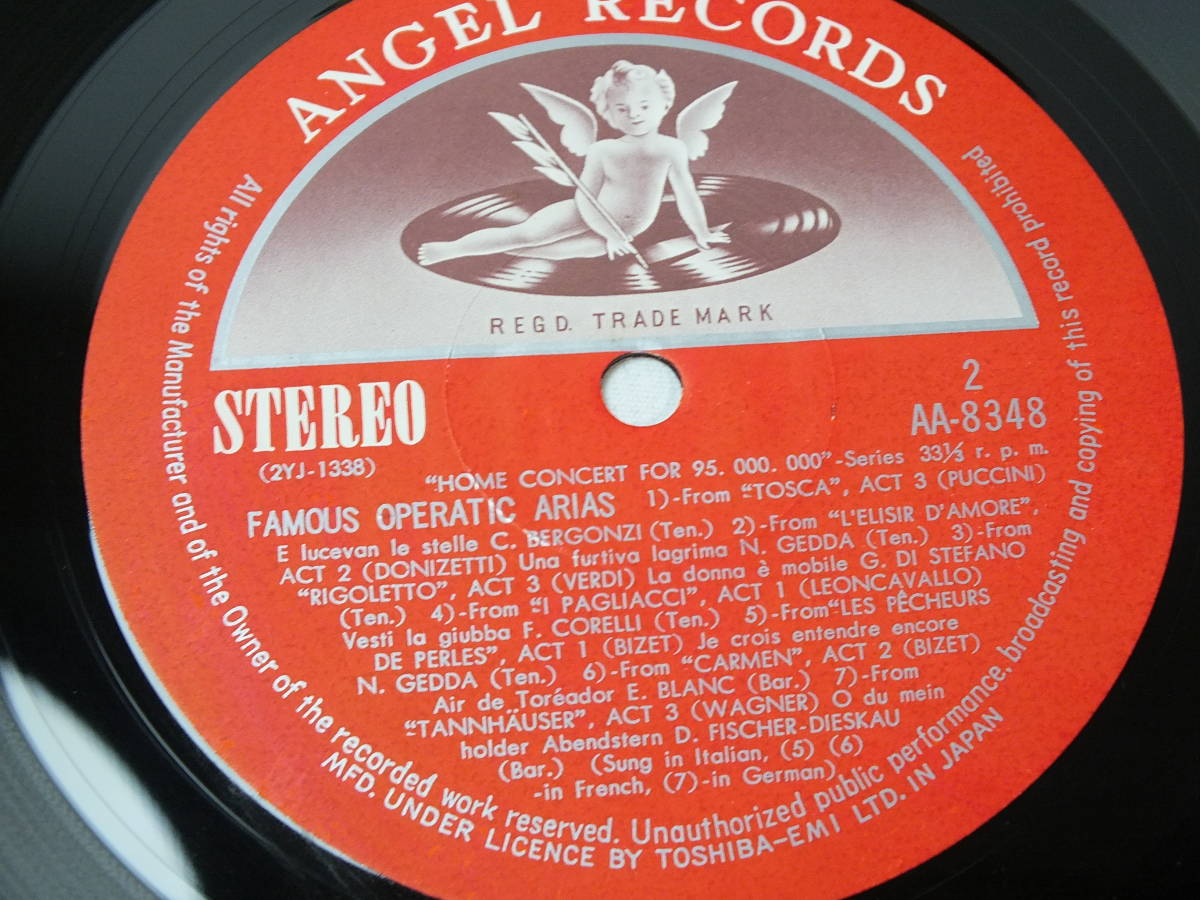 ANGEL RECORDS
REGD. TRADE MARK
STEREO
(2YJ-1338)
2
AA-8348
"HOME CONCERT FOR 95. 000. 000"-Series 33⅓ r. p. m.
FAMOUS OPERATIC ARIAS 1)-From "TOSCA", ACT 3 (PUCCINI)
E lucevan le stelle C. BERGONZI (Ten.) 2)-From "L'ELISIR D'AMORE",
ACT 2 (DONIZETTI) Una furtiva lagrima N. GEDDA (Ten.) 3)-From
"RIGOLETTO", ACT 3 (VERDI) La donna è mobile G. DI STEFANO
(Ten.) 4)-From "I PAGLIACCI", ACT 1 (LEONCAVALLO)
Vesti la giubba F. CORELLI (Ten.) 5)-From"LES PÊCHEURS
DE PERLES", ACT 1 (BIZET) Je crois entendre encore
N. GEDDA (Ten.) 6)-From "CARMEN", ACT 2 (BIZET)
Air de Toréador E. BLANC (Bar.) 7)-From
"TANNHÄUSER", ACT 3 (WAGNER) O du mein
holder Abendstern D. FISCHER-DIESKAU
(Bar.) (Sung in Italian, (5) (6)
-in French, (7)-in German)
All rights of the Manufacturer and of the Owner of the recorded work reserved. Unauthorized public performance, broadcasting and copying of this record prohibited
MFD. UNDER LICENCE BY TOSHIBA-EMI LTD. IN JAPAN